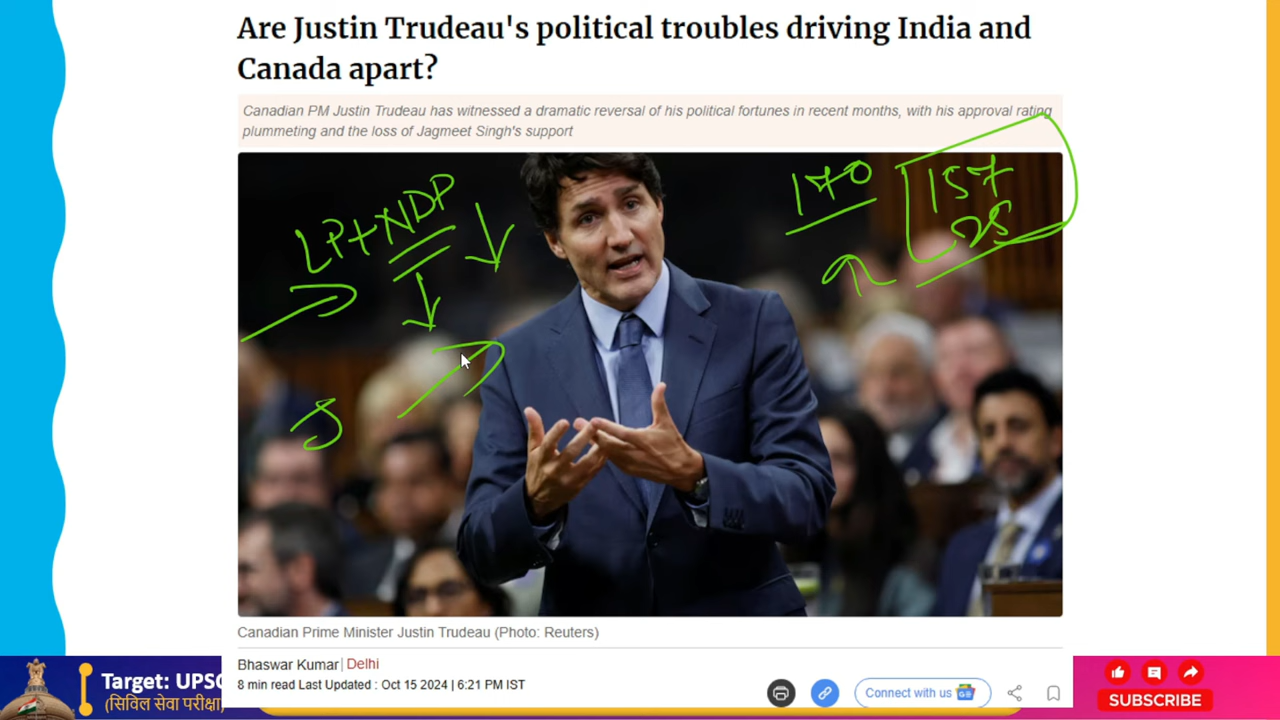 Are Justin Trudeau's political troubles driving India and
Canada apart?
Canadian PM Justin Trudeau has witnessed a dramatic reversal of his political fortunes in recent months, with his approval rating
plummeting and the loss of Jagmeet Singh's support
LP+NDP
170
157
25
Canadian Prime Minister Justin Trudeau (Photo: Reuters)
Bhaswar Kumar | Delhi
8 min read Last Updated : Oct 15 2024 | 6:21 PM IST
Connect with us
Target: UPSC
(सिविल सेवा परीक्षा)
SUBSCRIBE